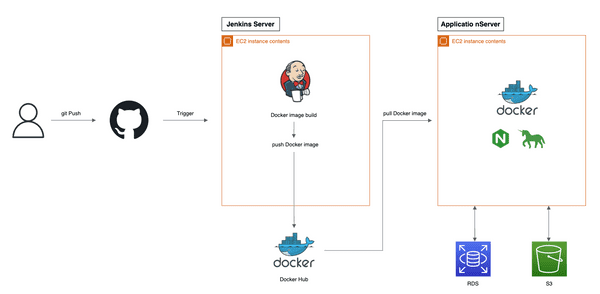 Jenkins Server
Applicatio nServer
EC2 instance contents
EC2 instance contents
git Push
Trigger
Docker image build
push Docker image
pull Docker image
docker
N
docker
Docker Hub
RDS
S3